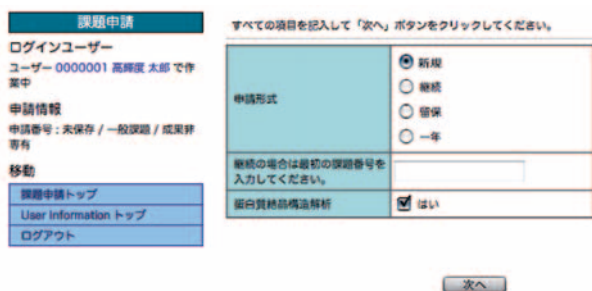 課題申請
ログインユーザー
ユーザー 0000001 高輝度 太郎 で作
業中
申請情報
申請番号：未保存 / 一般課題 / 成果非
専有
移動
課題申請トップ
User Information トップ
ログアウト
すべての項目を記入して「次へ」ボタンをクリックしてください。
申請形式
新規
継続
留保
一年
継続の場合は最初の課題番号を
入力してください。
蛋白質結晶構造解析
はい
次へ